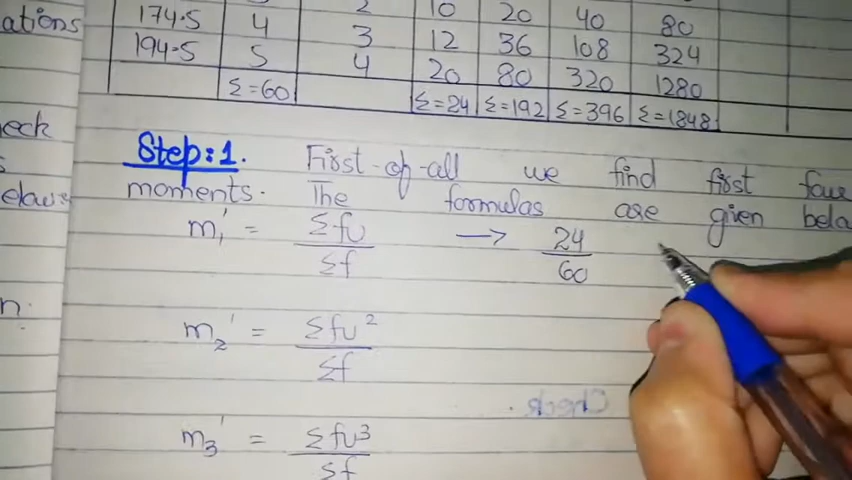 ations
174.5 4 2 10 20 40 80
194.5 5 3 12 36 108 324
4 20 80 320 1280
Σ=60 Σ=24 Σ=192 Σ=396 Σ=1848
eck
Step:1. First-of-all we find first four
moments. The formulas are given belo
m₁' = Σfu / Σf → 24 / 60
m₂' = Σfu² / Σf
Check.
m₃' = Σfu³ / Σf